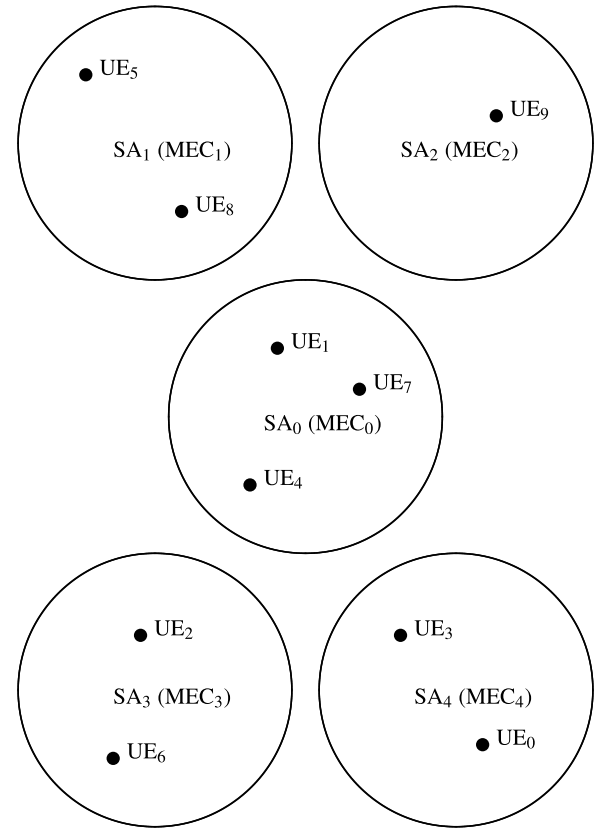 UE₅
SA₁ (MEC₁)
UE₈
UE₉
SA₂ (MEC₂)
UE₁
UE₇
SA₀ (MEC₀)
UE₄
UE₂
SA₃ (MEC₃)
UE₆
UE₃
SA₄ (MEC₄)
UE₀